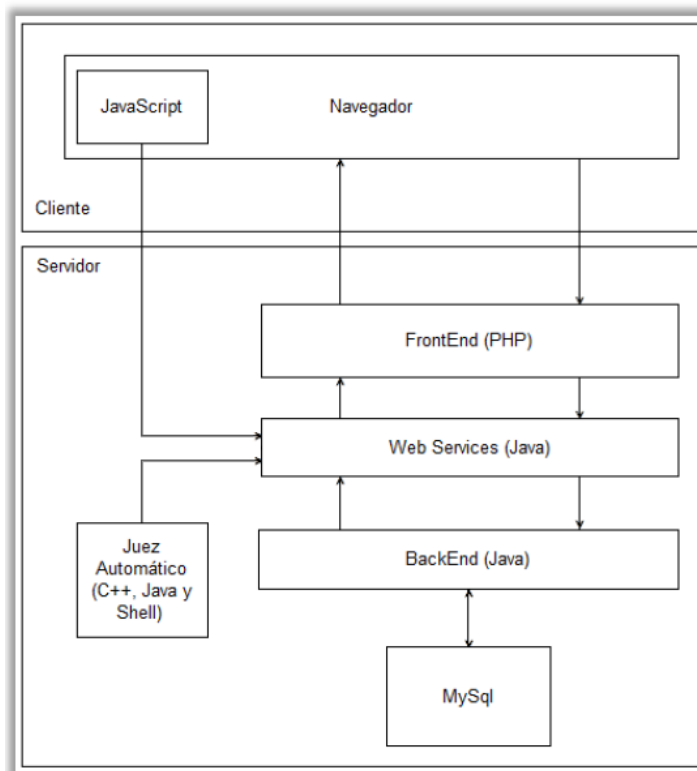 JavaScript
Navegador
Cliente
Servidor
FrontEnd (PHP)
Web Services (Java)
Juez
Automático
(C++, Java y
Shell)
BackEnd (Java)
MySql